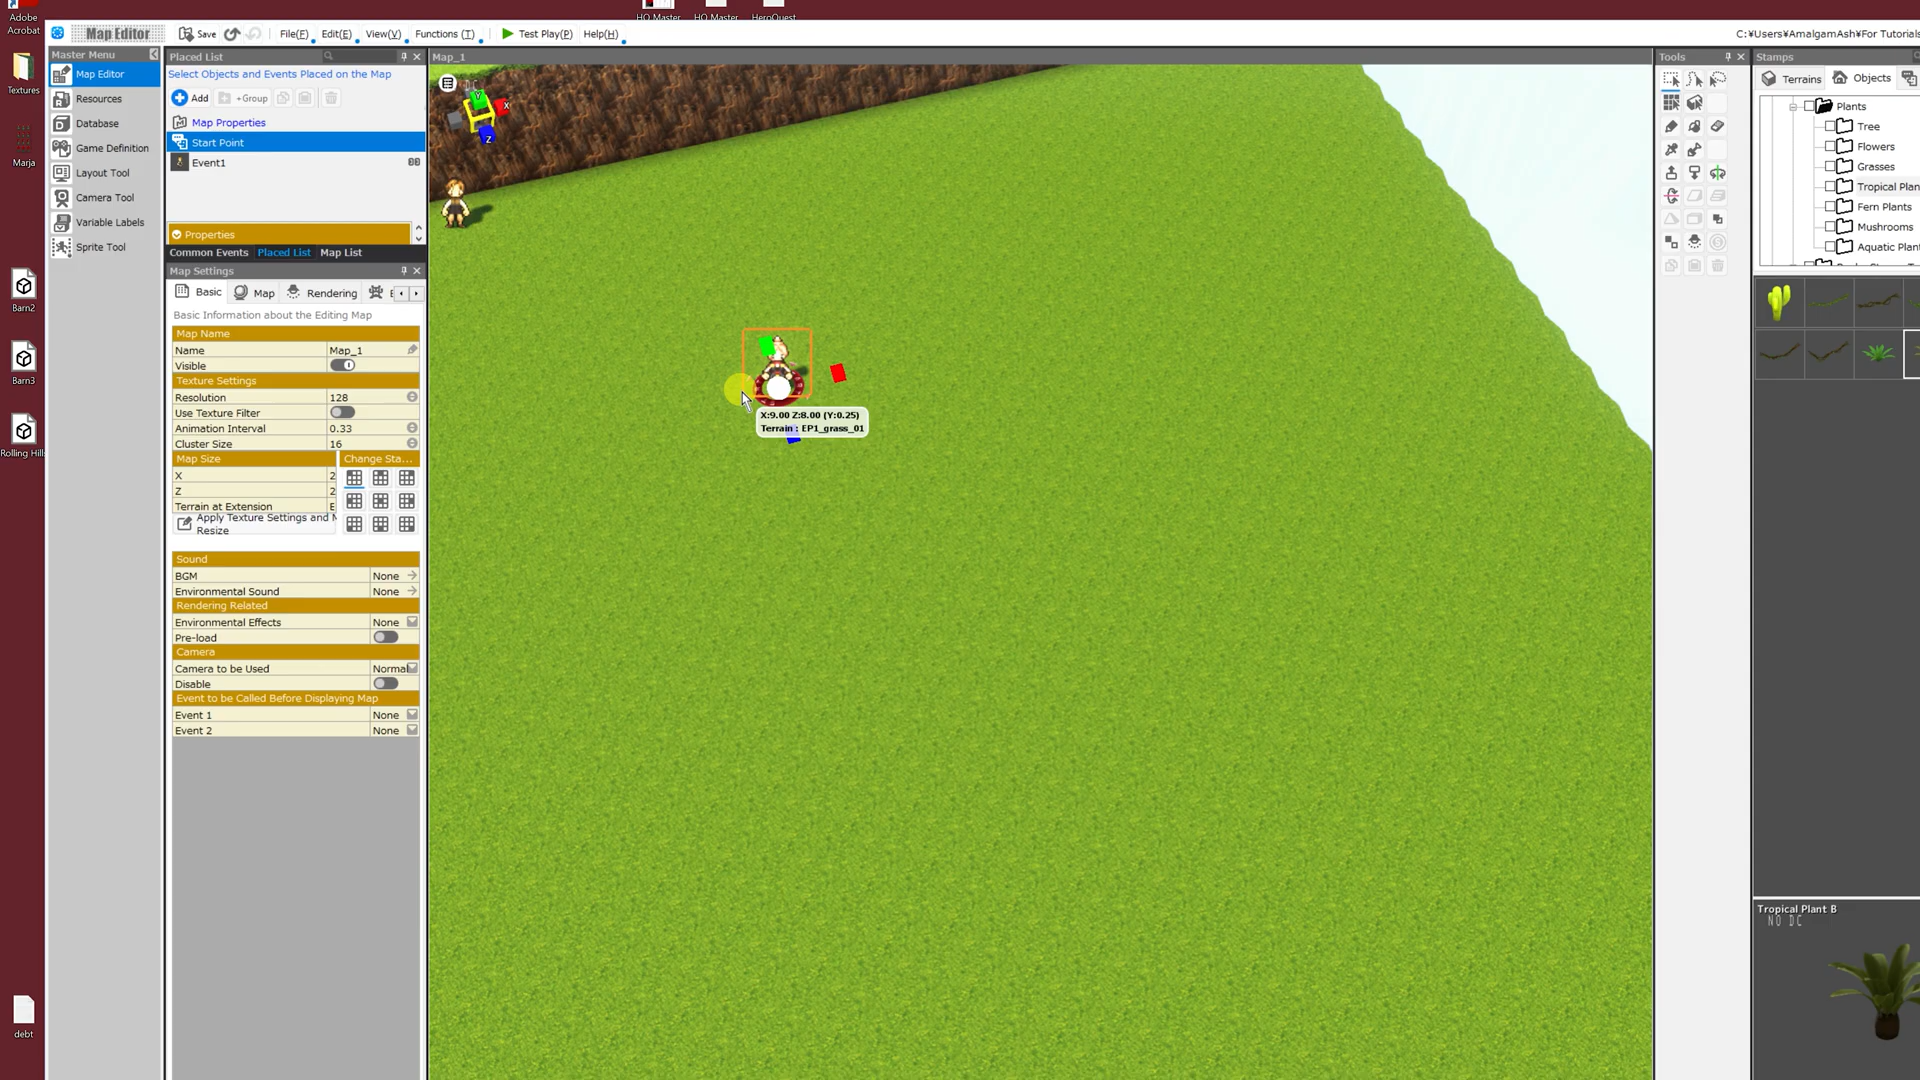 Adobe
Acrobat
HQ Master
HQ Master
HeroQuest
Map Editor
Save
File(F)
Edit(E)
View(V)
Functions (T)
Test Play(P)
Help(H)
C:¥Users¥AmalgamAsh¥For Tutorials
Master Menu
Map Editor
Resources
Database
Game Definition
Layout Tool
Camera Tool
Variable Labels
Sprite Tool
Textures
Marja
Barn2
Barn3
Rolling Hill
debt
Placed List
Select Objects and Events Placed on the Map
Add
+Group
Map Properties
Start Point
Event1
Properties
Common Events
Placed List
Map List
Map Settings
Basic
Map
Rendering
E
Basic Information about the Editing Map
Map Name
Name Map_1
Visible
Texture Settings
Resolution 128
Use Texture Filter
Animation Interval 0.33
Cluster Size 16
Map Size
Change Sta...
X 2
Z 2
Terrain at Extension E
Apply Texture Settings and M
Resize
Sound
BGM None
Environmental Sound None
Rendering Related
Environmental Effects None
Pre-load
Camera
Camera to be Used Normal
Disable
Event to be Called Before Displaying Map
Event 1 None
Event 2 None
Map_1
Y
X
Z
X:9.00 Z:8.00 (Y:0.25)
Terrain : EP1_grass_01
Tools
Stamps
Terrains
Objects
Plants
Tree
Flowers
Grasses
Tropical Plan
Fern Plants
Mushrooms
Aquatic Plant
Tropical Plant B
NO DC